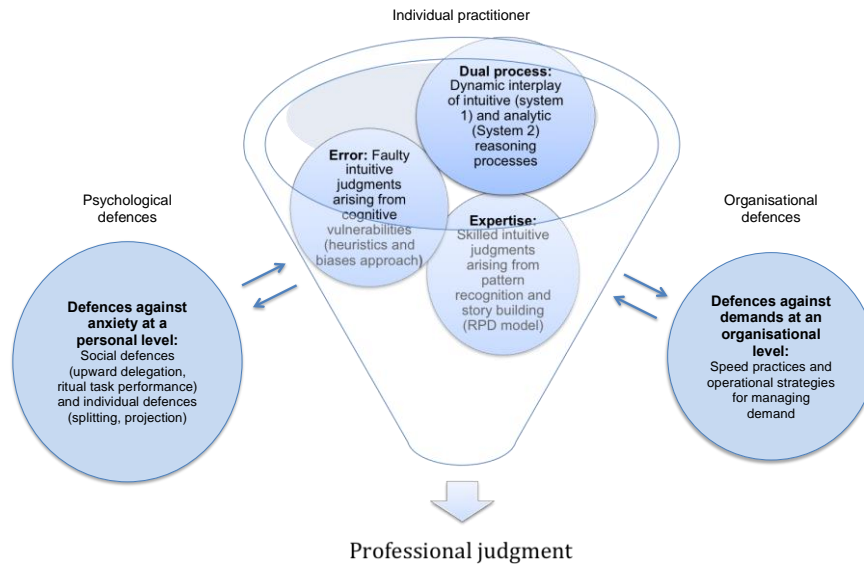 Individual practitioner
Dual process:
Dynamic interplay
of intuitive (system
1) and analytic
(System 2)
reasoning
processes
Error: Faulty
intuitive
judgments
arising from
cognitive
vulnerabilities
(heuristics and
biases approach)
Expertise:
Skilled intuitive
judgments
arising from
pattern
recognition and
story building
(RPD model)
Psychological
defences
Defences against
anxiety at a
personal level:
Social defences
(upward delegation,
ritual task performance)
and individual defences
(splitting, projection)
Organisational
defences
Defences against
demands at an
organisational
level:
Speed practices and
operational strategies
for managing
demand
Professional judgment